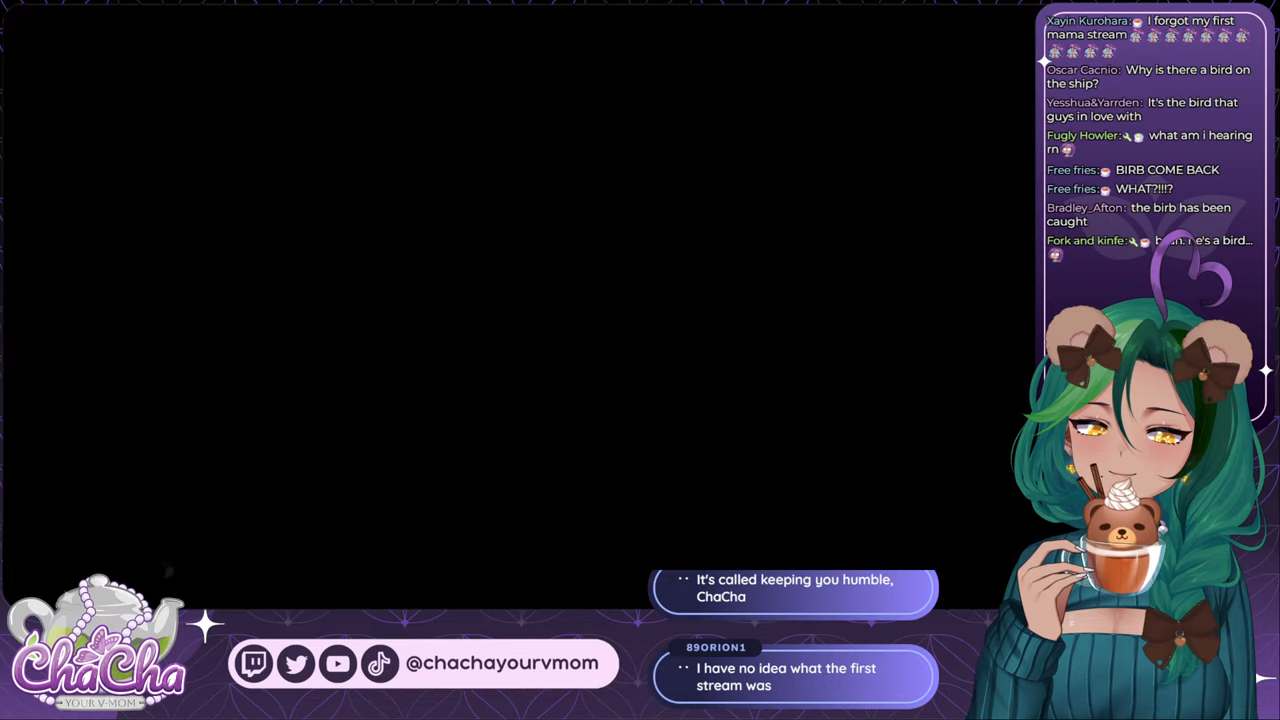 Xayin Kurohara: I forgot my first
mama stream
Oscar Cacnio: Why is there a bird on
the ship?
Yesshua&Yarrden: It's the bird that
guys in love with
Fugly Howler: what am i hearing
rn
Free fries: BIRB COME BACK
Free fries: WHAT?!!!?
Bradley_Afton: the birb has been
caught
Fork and kinfe: a bird...
It's called keeping you humble,
ChaCha
89ORION1
I have no idea what the first
stream was
@chachayourvmom
ChaCha
YOUR V-MOM